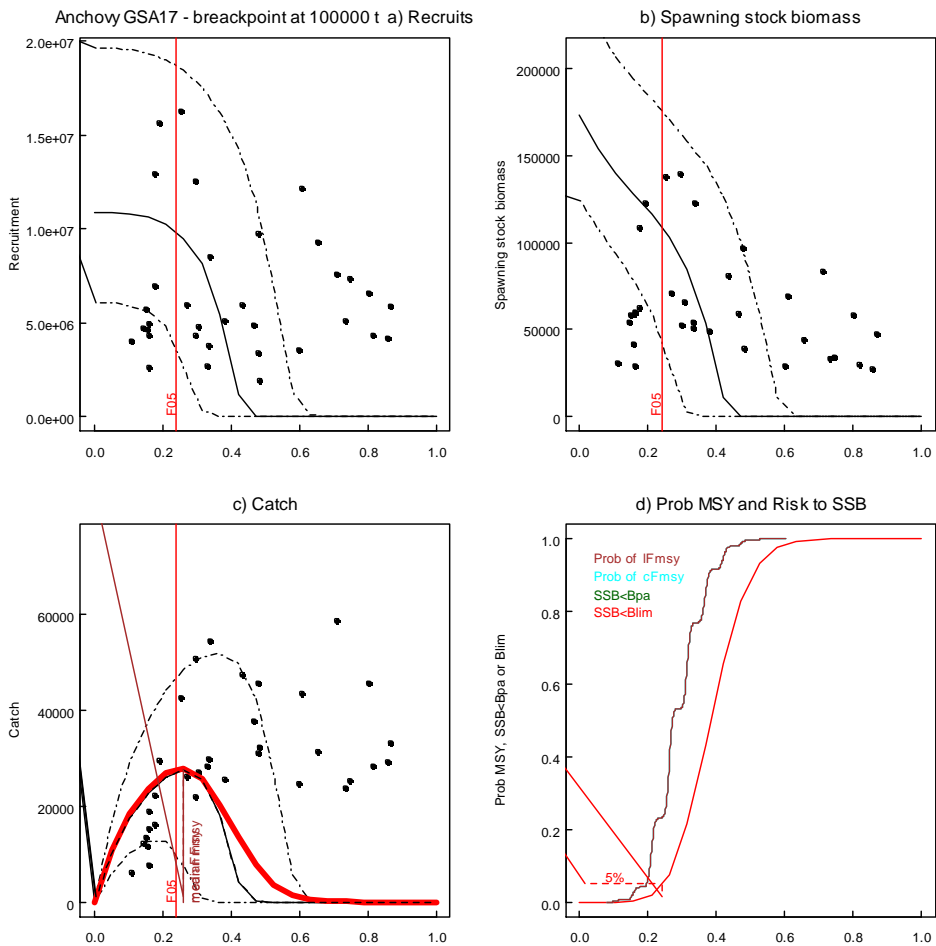 Anchovy GSA17 - breackpoint at 100000 t a) Recruits
2.0e+07
1.5e+07
1.0e+07
5.0e+06
0.0e+00
Recruitment
F05
0.0 0.2 0.4 0.6 0.8 1.0
b) Spawning stock biomass
200000
150000
100000
50000
0
Spawning stock biomass
F05
0.0 0.2 0.4 0.6 0.8 1.0
c) Catch
60000
40000
20000
0
Catch
F05
median Fmsy
0.0 0.2 0.4 0.6 0.8 1.0
d) Prob MSY and Risk to SSB
1.0
0.8
0.6
0.4
0.2
0.0
Prob MSY, SSB<Bpa or Blim
Prob of lFmsy
Prob of cFmsy
SSB<Bpa
SSB<Blim
5%
0.0 0.2 0.4 0.6 0.8 1.0